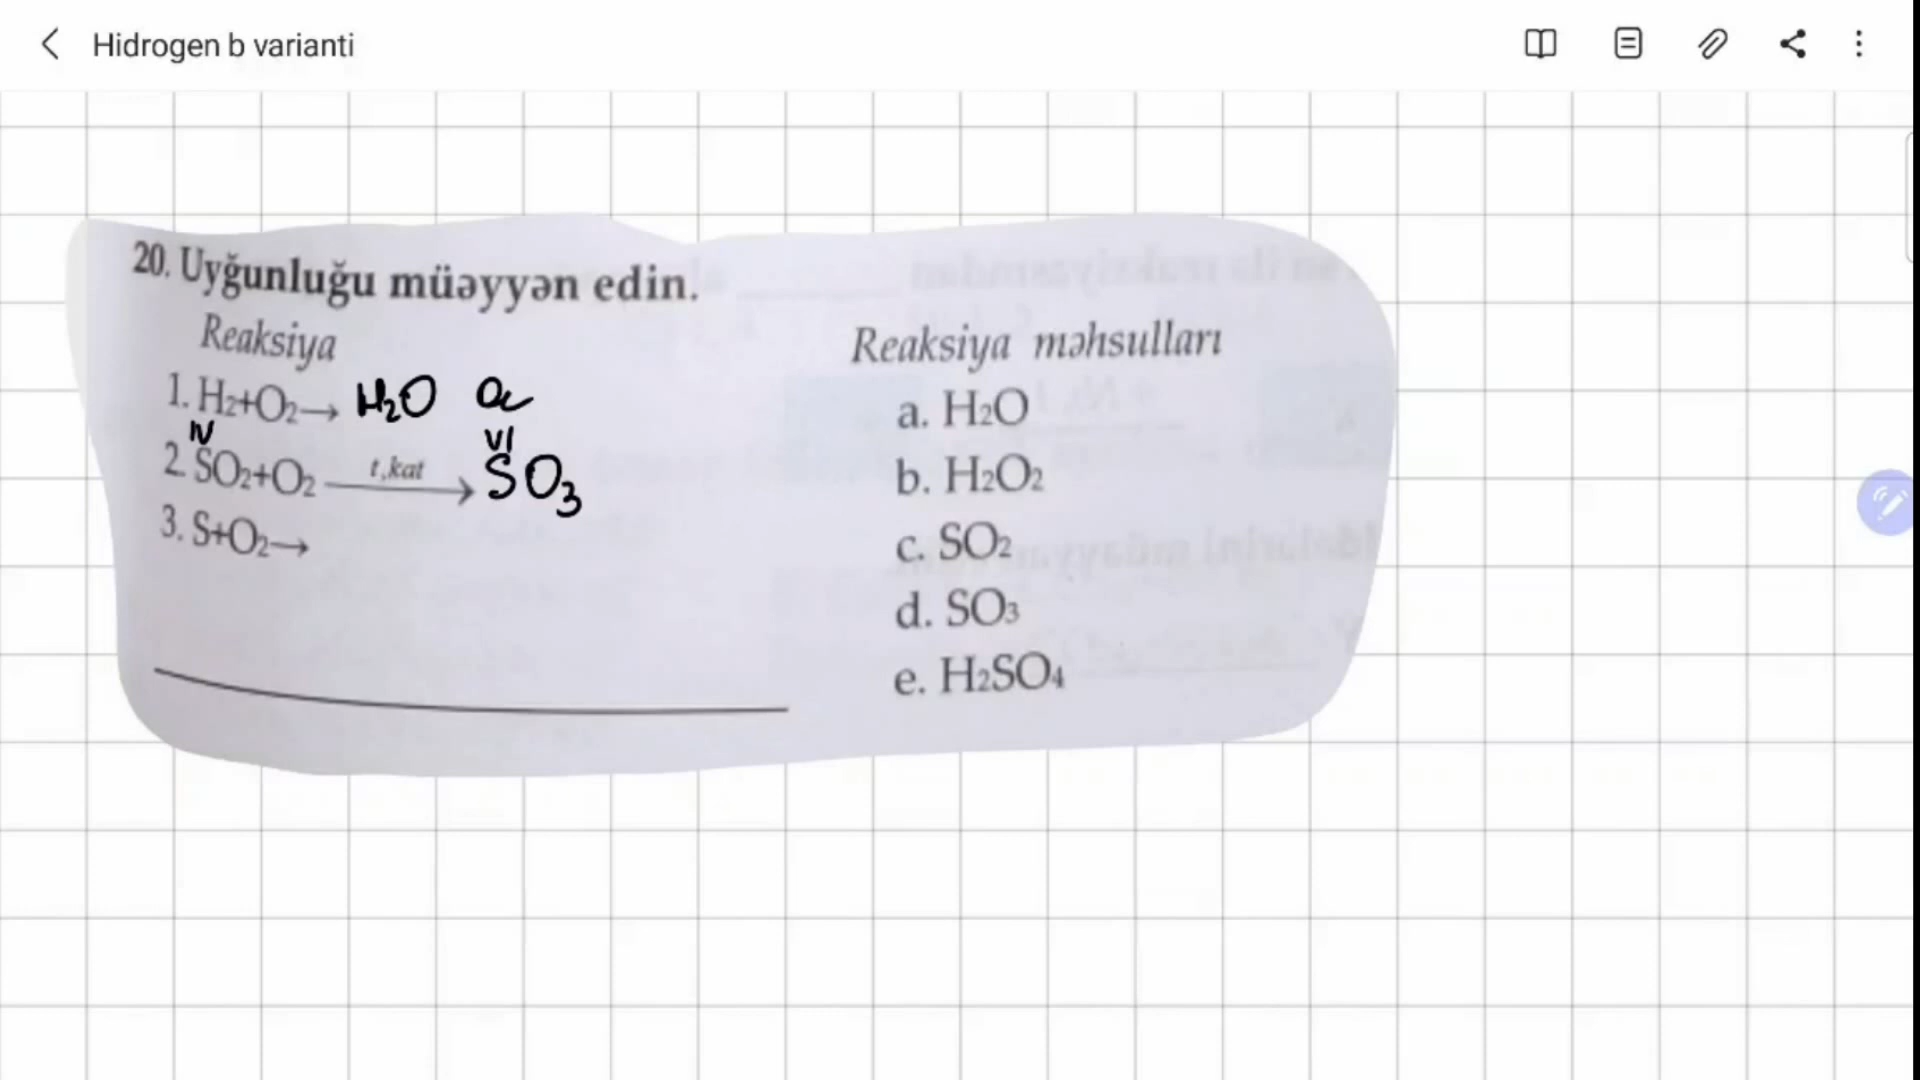 Hidrogen b varianti
20. Uyğunluğu müəyyən edin.
Reaksiya
1. H₂+O₂→ H₂O a
IV VI
2. SO₂+O₂ t,kat → SO₃
3. S+O₂→
Reaksiya məhsulları
a. H₂O
b. H₂O₂
c. SO₂
d. SO₃
e. H₂SO₄